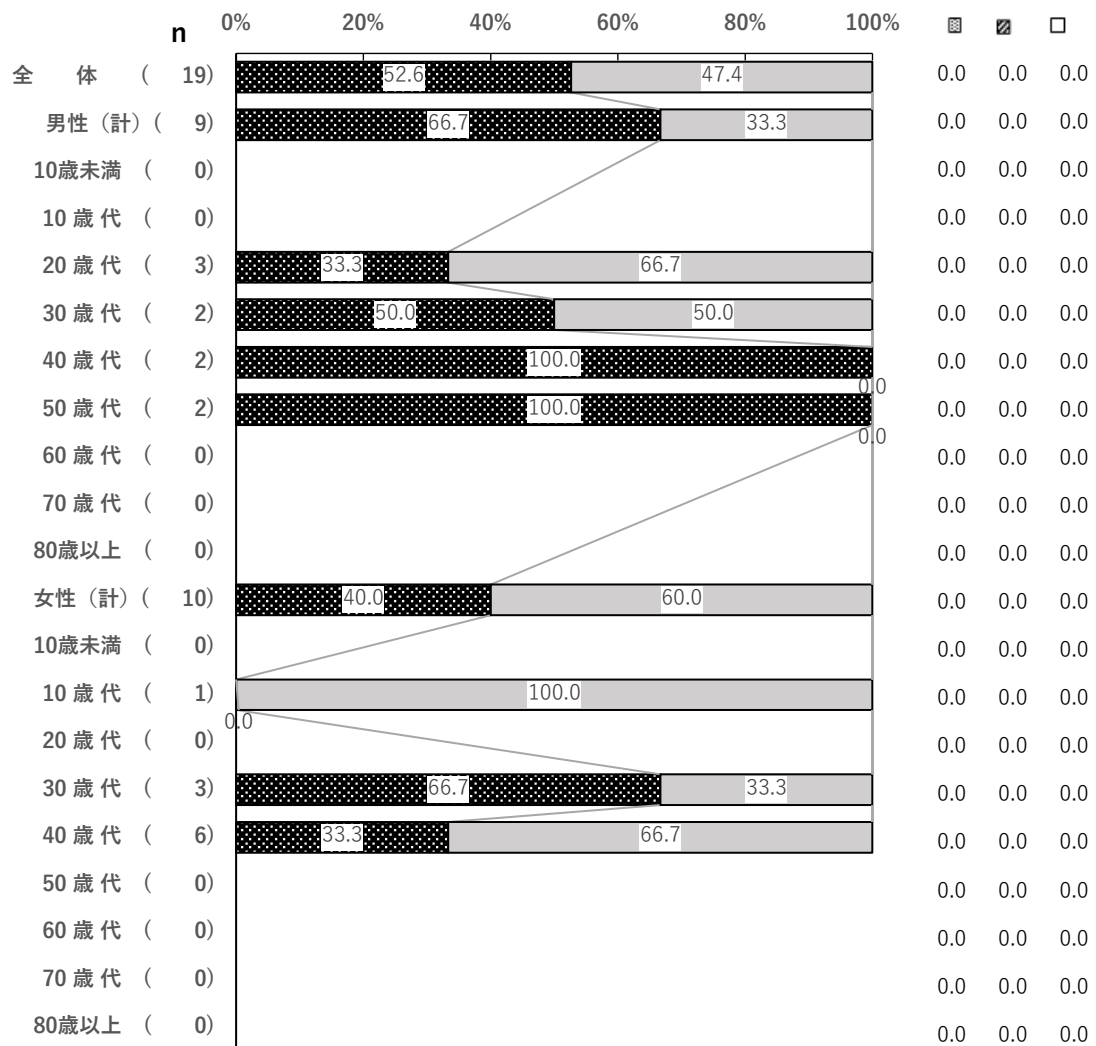 0% 20% 40% 60% 80% 100%
n
全 体 ( 19) 52.6 47.4 0.0 0.0 0.0
男性（計）( 9) 66.7 33.3 0.0 0.0 0.0
10歳未満 ( 0) 0.0 0.0 0.0
10 歳 代 ( 0) 0.0 0.0 0.0
20 歳 代 ( 3) 33.3 66.7 0.0 0.0 0.0
30 歳 代 ( 2) 50.0 50.0 0.0 0.0 0.0
40 歳 代 ( 2) 100.0 0.0 0.0 0.0
0.0
50 歳 代 ( 2) 100.0 0.0 0.0 0.0
0.0
60 歳 代 ( 0) 0.0 0.0 0.0
70 歳 代 ( 0) 0.0 0.0 0.0
80歳以上 ( 0) 0.0 0.0 0.0
女性（計）( 10) 40.0 60.0 0.0 0.0 0.0
10歳未満 ( 0) 0.0 0.0 0.0
10 歳 代 ( 1) 100.0 0.0 0.0 0.0
0.0
20 歳 代 ( 0) 0.0 0.0 0.0
30 歳 代 ( 3) 66.7 33.3 0.0 0.0 0.0
40 歳 代 ( 6) 33.3 66.7 0.0 0.0 0.0
50 歳 代 ( 0) 0.0 0.0 0.0
60 歳 代 ( 0) 0.0 0.0 0.0
70 歳 代 ( 0) 0.0 0.0 0.0
80歳以上 ( 0) 0.0 0.0 0.0